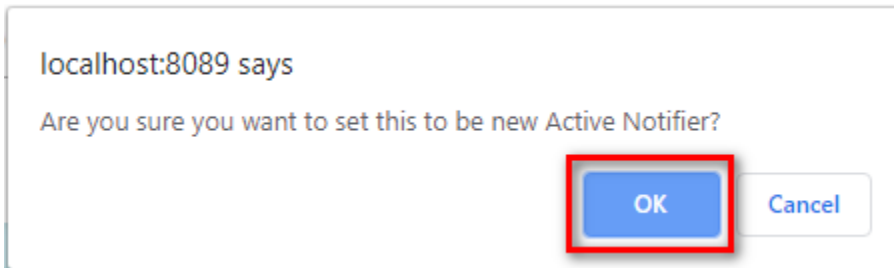 localhost:8089 says
Are you sure you want to set this to be new Active Notifier?
OK
Cancel